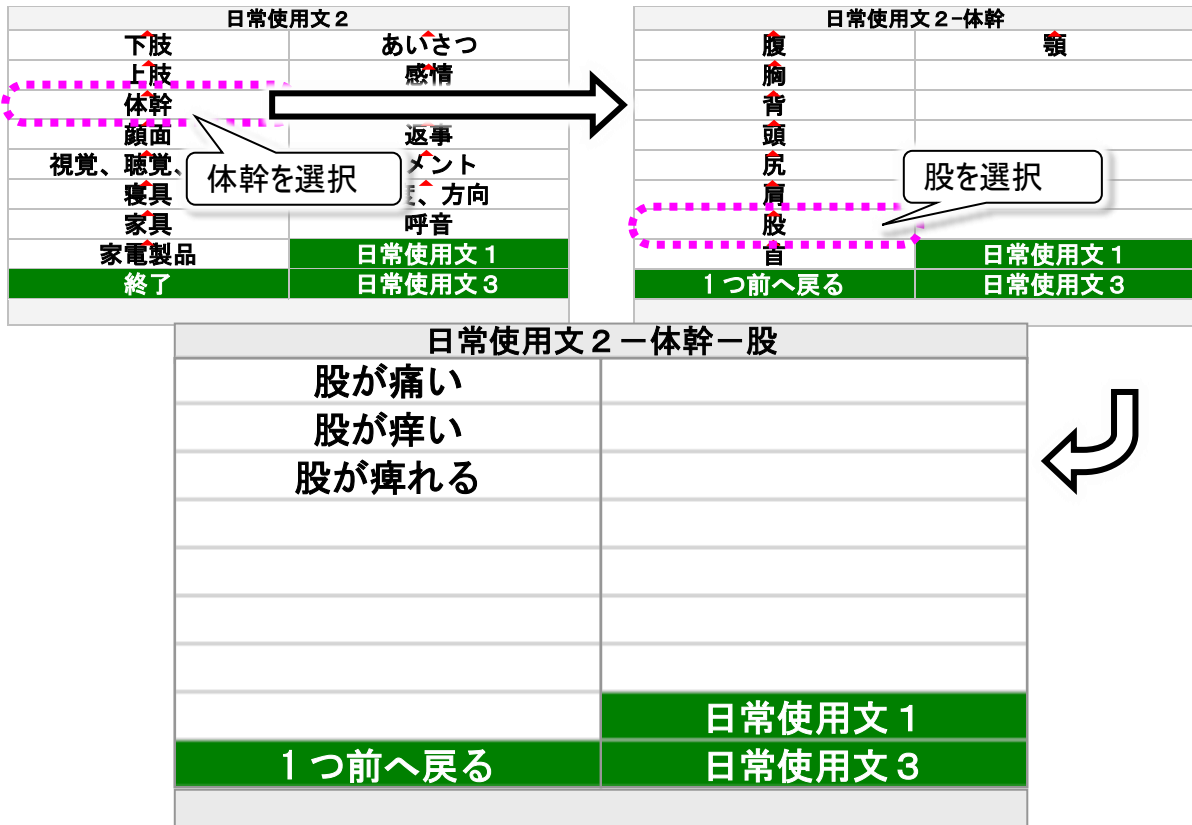 日常使用文２
下肢 あいさつ
上肢 感情
体幹
顔面 返事
視覚、聴覚、 メント
寝具 、方向
家具 呼音
家電製品 日常使用文１
終了 日常使用文３
体幹を選択
日常使用文２-体幹
腹 顎
胸
背
頭
尻
肩
股
首 日常使用文１
１つ前へ戻る 日常使用文３
股を選択
日常使用文２－体幹－股
股が痛い
股が痒い
股が痺れる
日常使用文１
１つ前へ戻る 日常使用文３